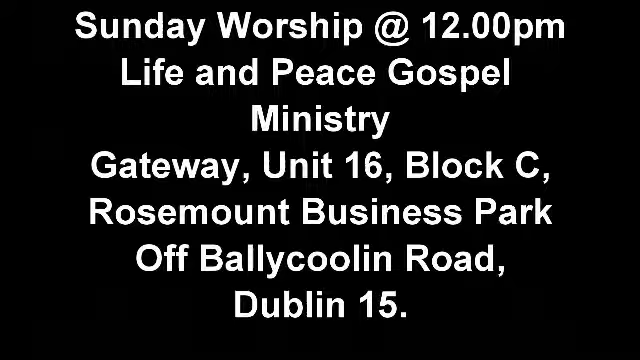 Sunday Worship @ 12.00pm
Life and Peace Gospel
Ministry
Gateway, Unit 16, Block C,
Rosemount Business Park
Off Ballycoolin Road,
Dublin 15.